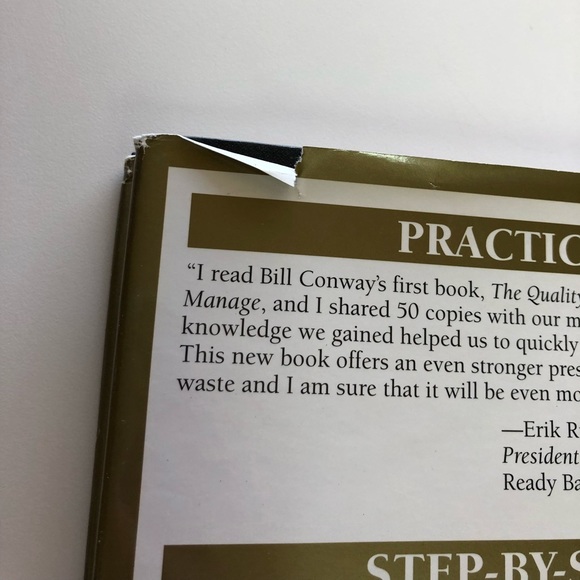 PRACTIC
“I read Bill Conway’s first book, The Quality
Manage, and I shared 50 copies with our m
knowledge we gained helped us to quickly
This new book offers an even stronger pres
waste and I am sure that it will be even mo
—Erik R
President
Ready Ba
STEP-BY-S